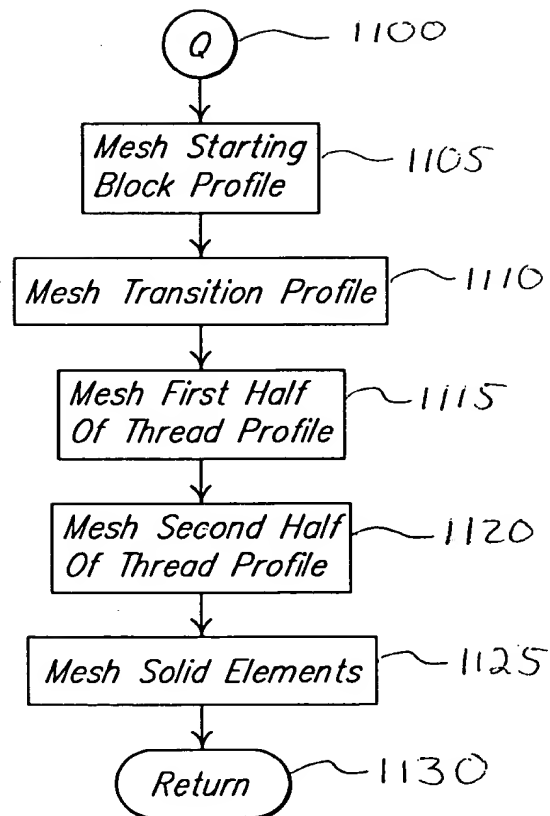 Q
1100
Mesh Starting
Block Profile
1105
Mesh Transition Profile
1110
Mesh First Half
Of Thread Profile
1115
Mesh Second Half
Of Thread Profile
1120
Mesh Solid Elements
1125
Return
1130